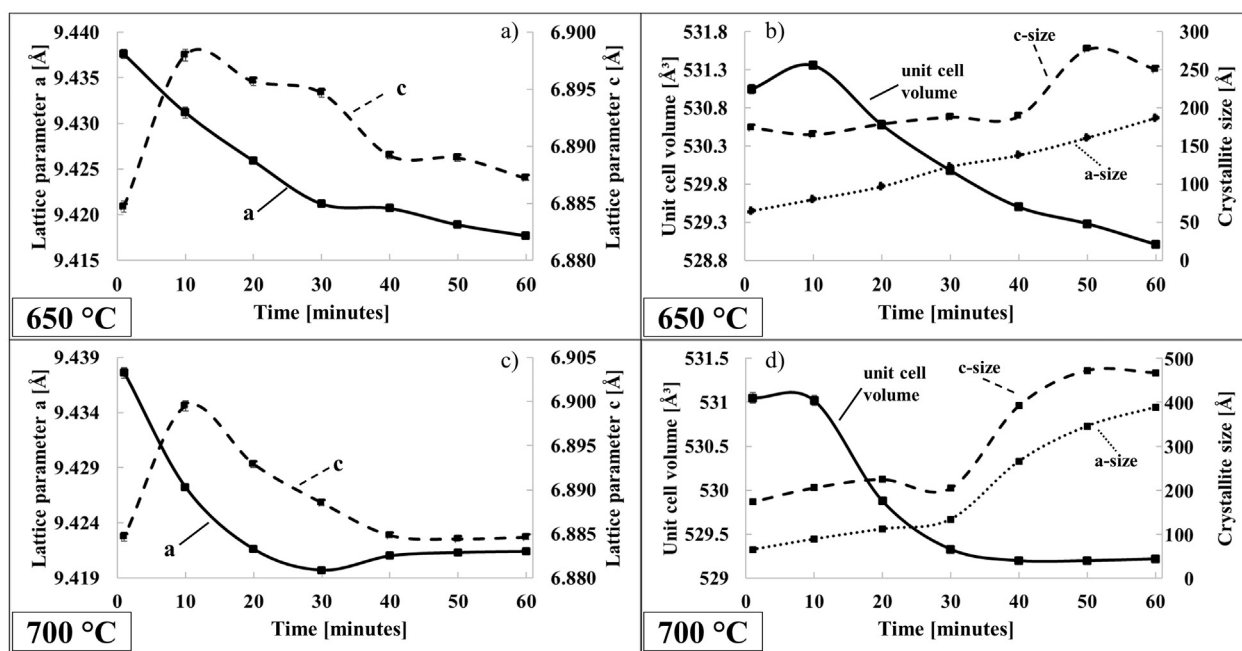 a)
Lattice parameter a [Å]
9.440
9.435
9.430
9.425
9.420
9.415
c
a
6.900
6.895
6.890
6.885
6.880
Lattice parameter c [Å]
0 10 20 30 40 50 60
Time [minutes]
650 °C
b)
Unit cell volume [Å³]
531.8
531.3
530.8
530.3
529.8
529.3
528.8
c-size
unit cell
volume
a-size
300
250
200
150
100
50
0
Crystallite size [Å]
0 10 20 30 40 50 60
Time [minutes]
650 °C
c)
Lattice parameter a [Å]
9.439
9.434
9.429
9.424
9.419
c
a
6.905
6.900
6.895
6.890
6.885
6.880
Lattice parameter c [Å]
0 10 20 30 40 50 60
Time [minutes]
700 °C
d)
Unit cell volume [Å³]
531.5
531
530.5
530
529.5
529
unit cell
volume
c-size
a-size
500
400
300
200
100
0
Crystallite size [Å]
0 10 20 30 40 50 60
Time [minutes]
700 °C